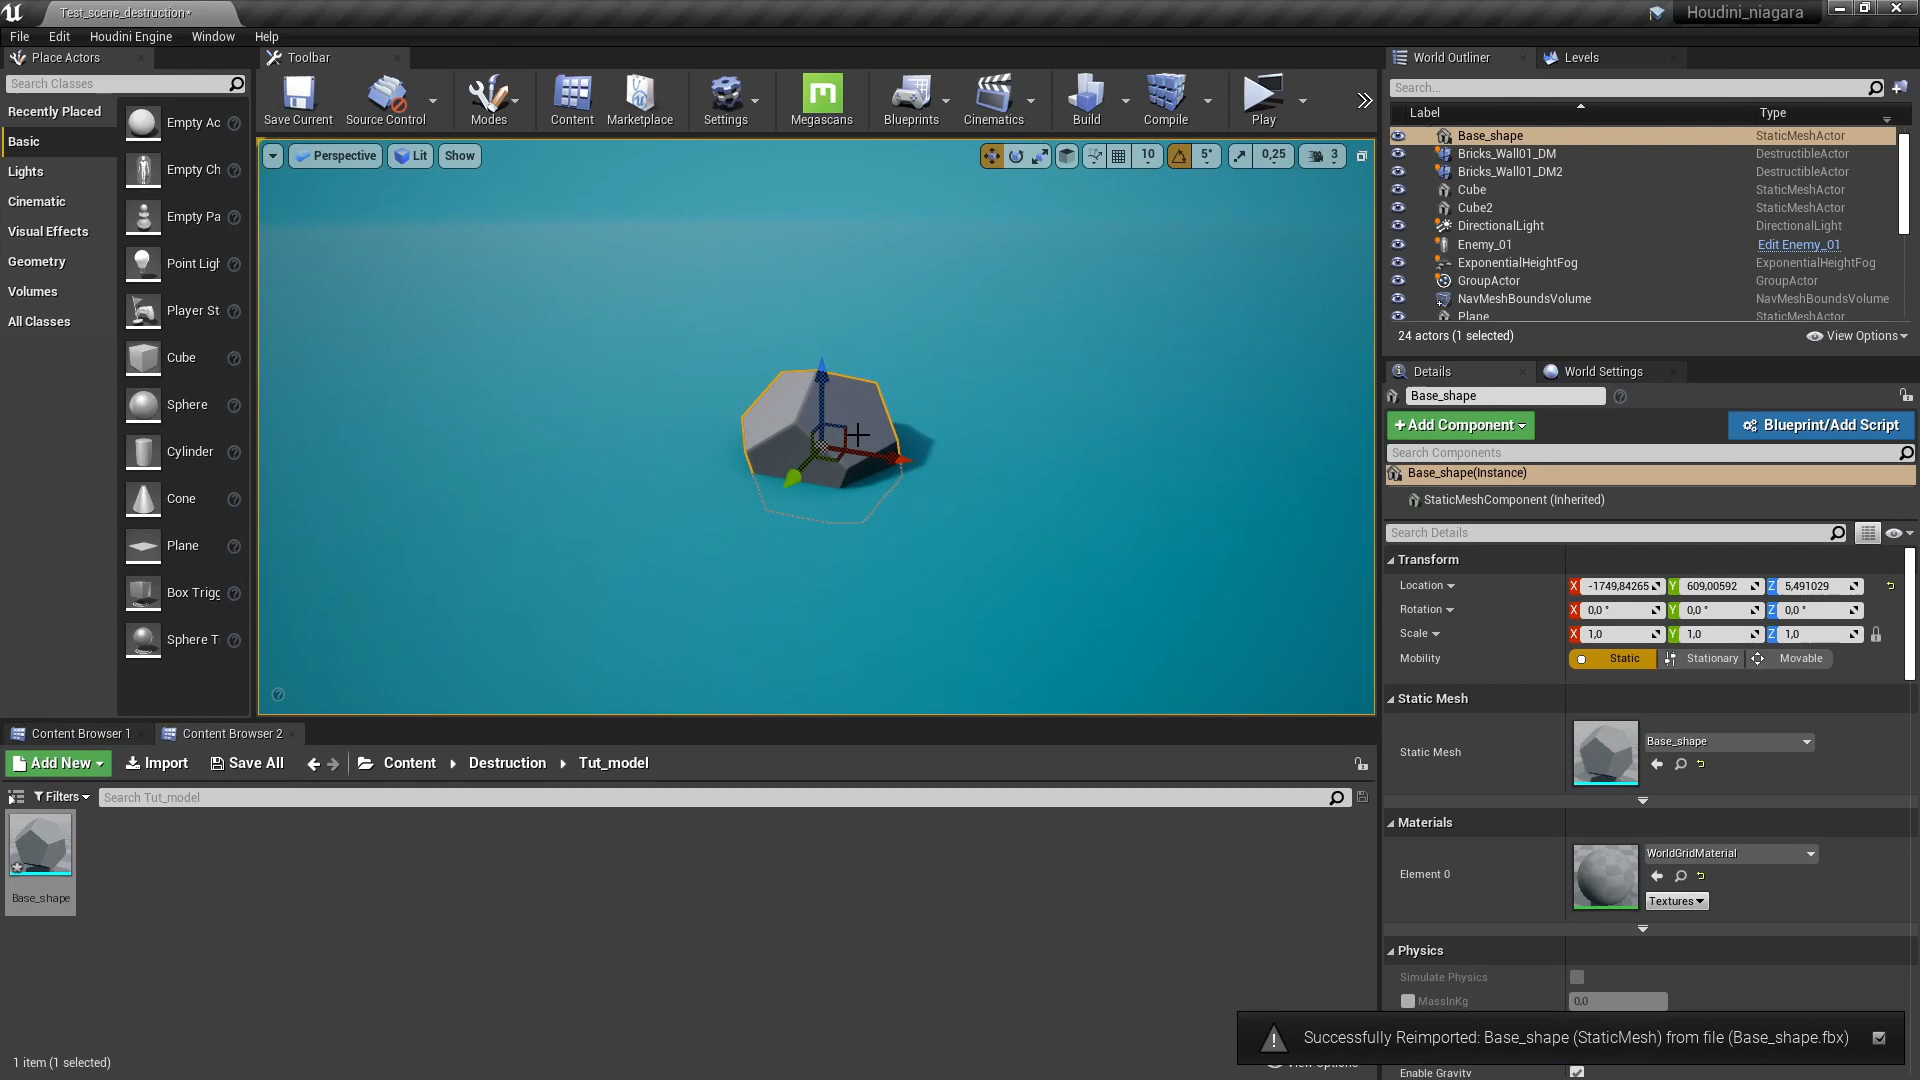 Test_scene_destruction*
Houdini_niagara
File Edit Houdini Engine Window Help
Place Actors
Search Classes
Recently Placed
Basic
Lights
Cinematic
Visual Effects
Geometry
Volumes
All Classes
Empty Ac
Empty Ch
Empty Pa
Point Ligh
Player St
Cube
Sphere
Cylinder
Cone
Plane
Box Trigg
Sphere T
Toolbar
Save Current
Source Control
Modes
Content
Marketplace
Settings
Megascans
Blueprints
Cinematics
Build
Compile
Play
Perspective
Lit
Show
10
5°
0,25
3
World Outliner
Levels
Search...
Label Type
Base_shape StaticMeshActor
Bricks_Wall01_DM DestructibleActor
Bricks_Wall01_DM2 DestructibleActor
Cube StaticMeshActor
Cube2 StaticMeshActor
DirectionalLight DirectionalLight
Enemy_01 Edit Enemy_01
ExponentialHeightFog ExponentialHeightFog
GroupActor GroupActor
NavMeshBoundsVolume NavMeshBoundsVolume
Plane StaticMeshActor
24 actors (1 selected)
View Options
Details
World Settings
Base_shape
+Add Component
Blueprint/Add Script
Search Components
Base_shape(Instance)
StaticMeshComponent (Inherited)
Search Details
Transform
Location X -1749,84265 Y 609,00592 Z 5,491029
Rotation X 0,0 ° Y 0,0 ° Z 0,0 °
Scale X 1,0 Y 1,0 Z 1,0
Mobility Static Stationary Movable
Static Mesh
Static Mesh
Base_shape
Materials
Element 0
WorldGridMaterial
Textures
Physics
Simulate Physics
MassInKg 0,0
Enable Gravity
Content Browser 1
Content Browser 2
Add New Import Save All Content Destruction Tut_model
Filters
Search Tut_model
Base_shape
1 item (1 selected)
View Options
Successfully Reimported: Base_shape (StaticMesh) from file (Base_shape.fbx)